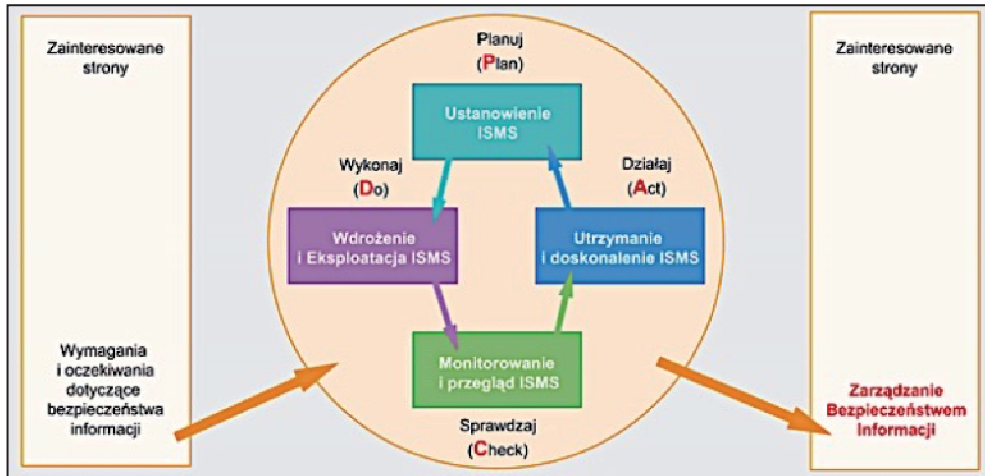 Zainteresowane
strony
Wymagania
i oczekiwania
dotyczące
bezpieczeństwa
informacji
Planuj
(Plan)
Ustanowienie
ISMS
Wykonaj
(Do)
Działaj
(Act)
Wdrożenie
i Eksploatacja ISMS
Utrzymanie
i doskonalenie ISMS
Monitorowanie
i przegląd ISMS
Sprawdzaj
(Check)
Zainteresowane
strony
Zarządzanie
Bezpieczeństwem
Informacji